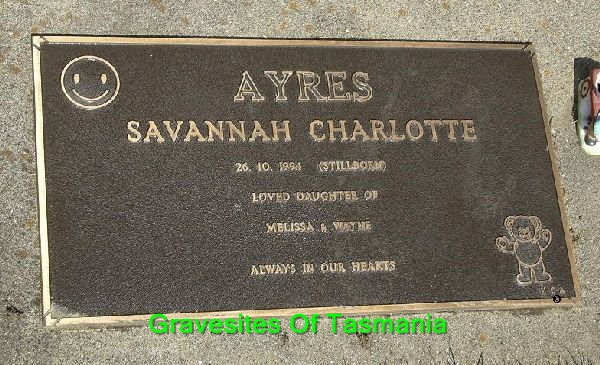 AYRES
SAVANNAH CHARLOTTE
26. 10. 1994 (STILLBORN)
LOVED DAUGHTER OF
MELISSA & WAYNE
ALWAYS IN OUR HEARTS
Gravesites Of Tasmania